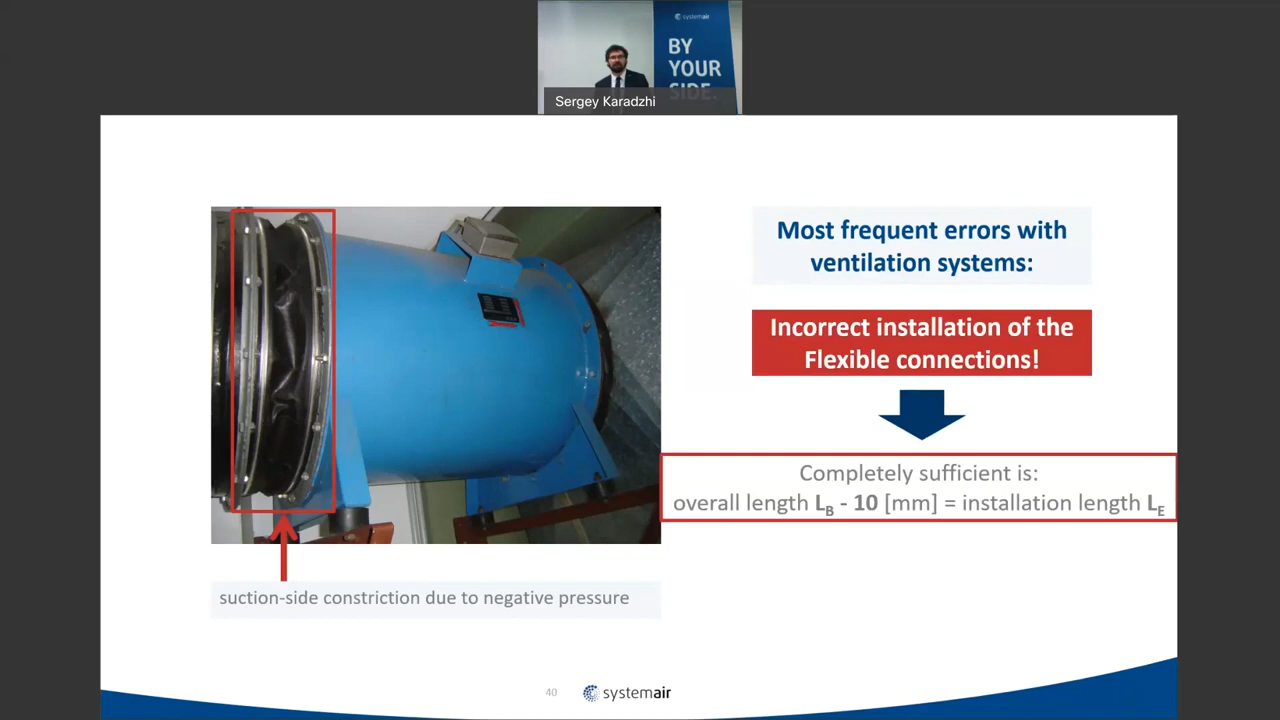 systemair
BY
YOUR
SIDE.
Sergey Karadzhi
Most frequent errors with
ventilation systems:
Incorrect installation of the
Flexible connections!
Completely sufficient is:
overall length LB - 10 [mm] = installation length LE
suction-side constriction due to negative pressure
40
systemair